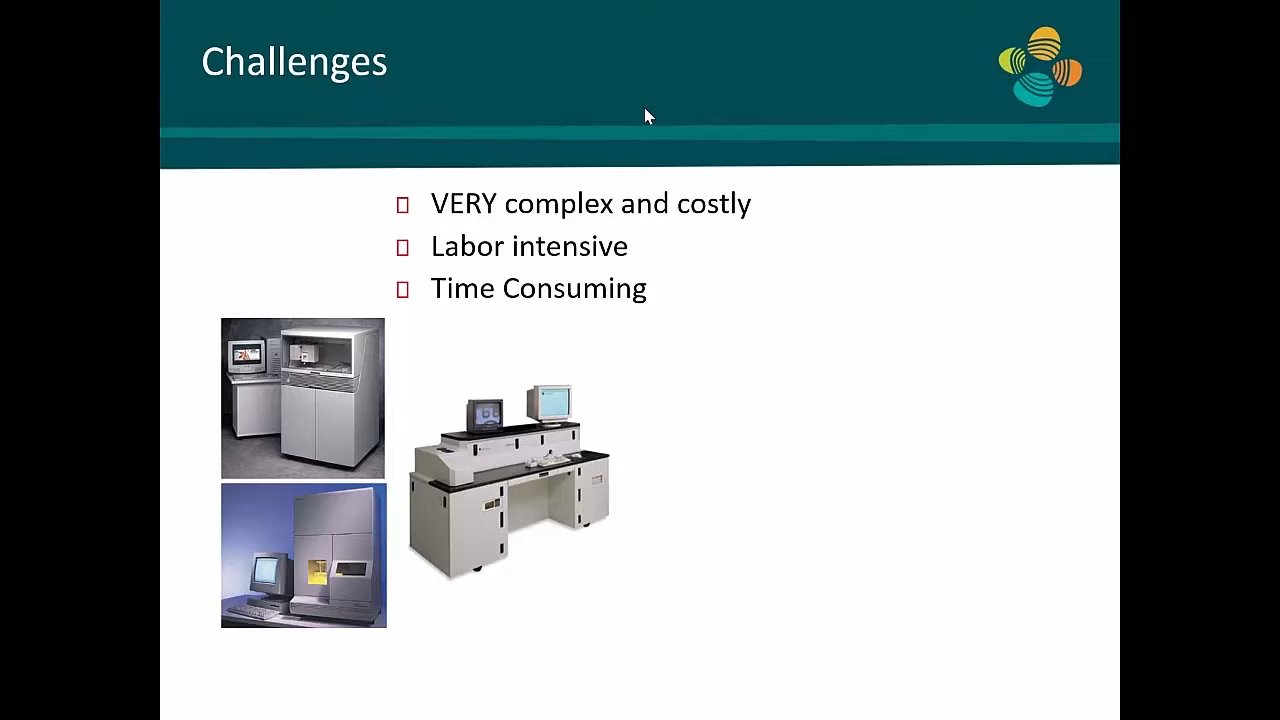 Challenges
VERY complex and costly
Labor intensive
Time Consuming